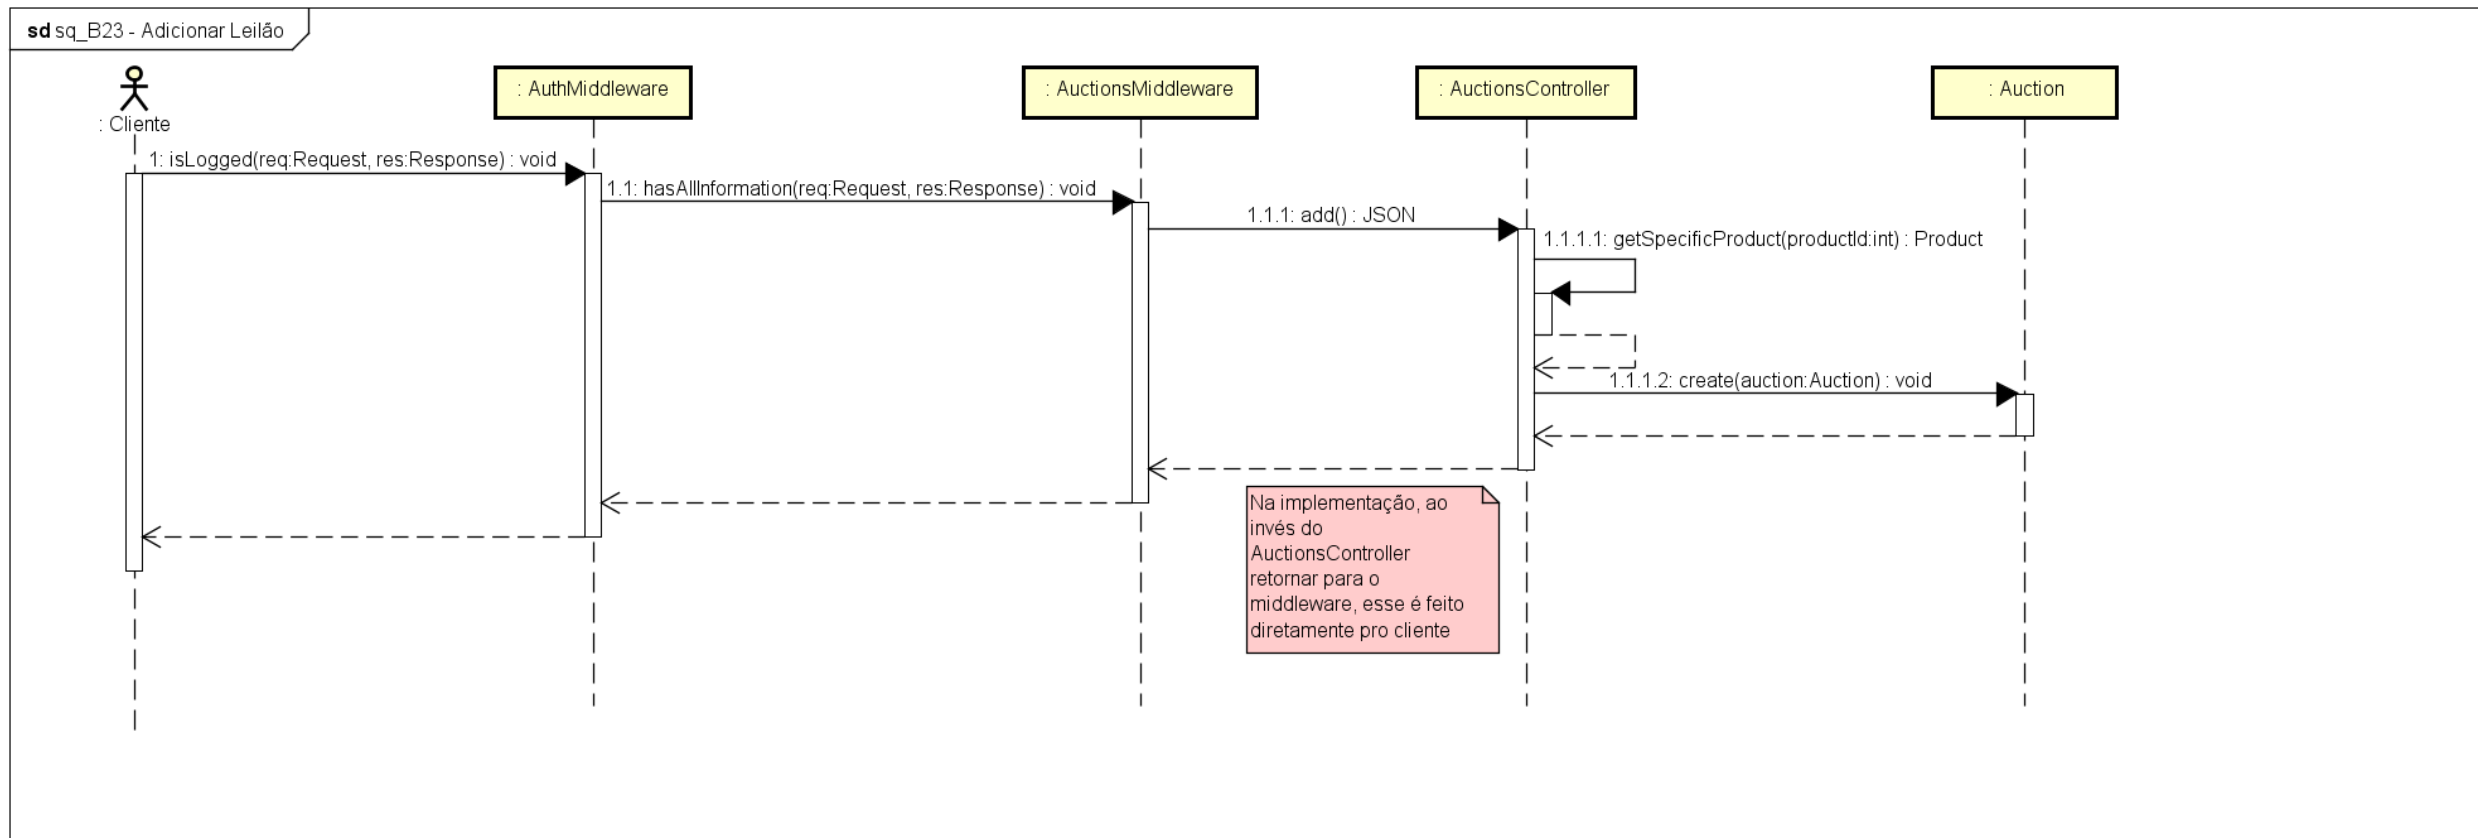 sd sq_B23 - Adicionar Leilão
: Cliente
: AuthMiddleware
: AuctionsMiddleware
: AuctionsController
: Auction
1: isLogged(req:Request, res:Response) : void
1.1: hasAllInformation(req:Request, res:Response) : void
1.1.1: add() : JSON
1.1.1.1: getSpecificProduct(productId:int) : Product
1.1.1.2: create(auction:Auction) : void
Na implementação, ao
invés do
AuctionsController
retornar para o
middleware, esse é feito
diretamente pro cliente